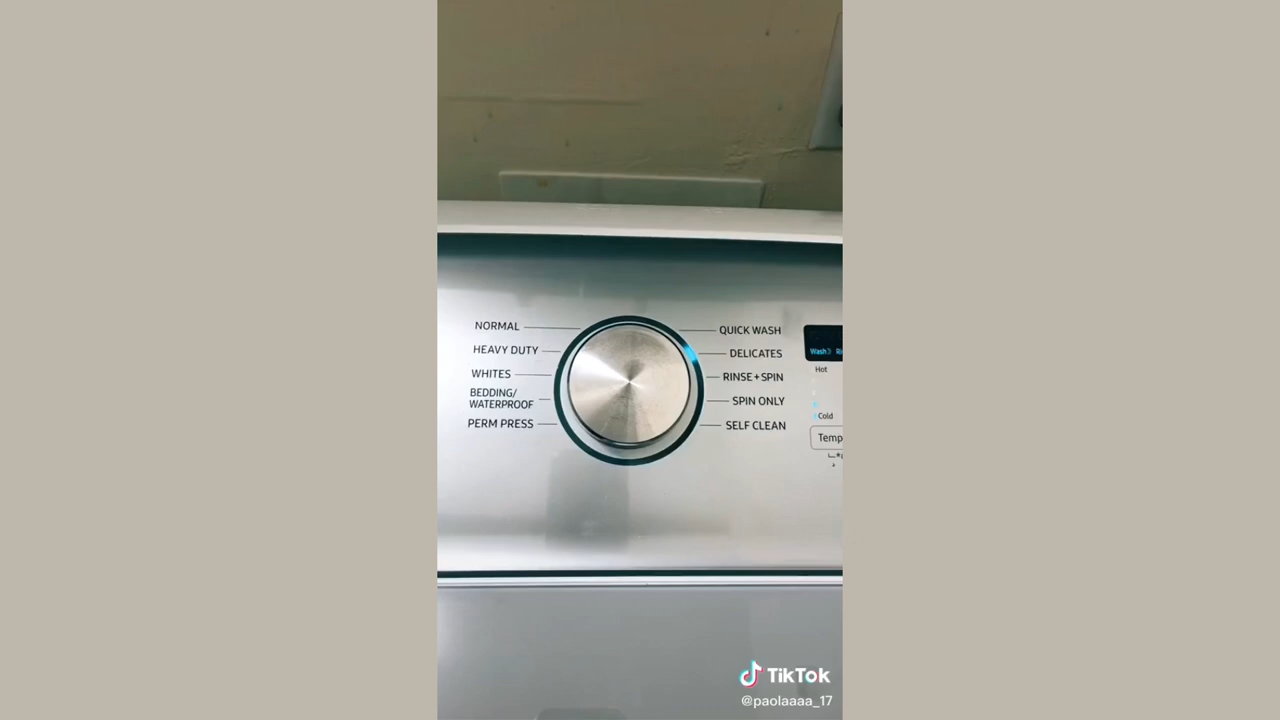 NORMAL
HEAVY DUTY
WHITES
BEDDING/
WATERPROOF
PERM PRESS
QUICK WASH
DELICATES
RINSE+SPIN
SPIN ONLY
SELF CLEAN
Wash
Hot
Cold
Temp
TikTok
@paolaaaa_17